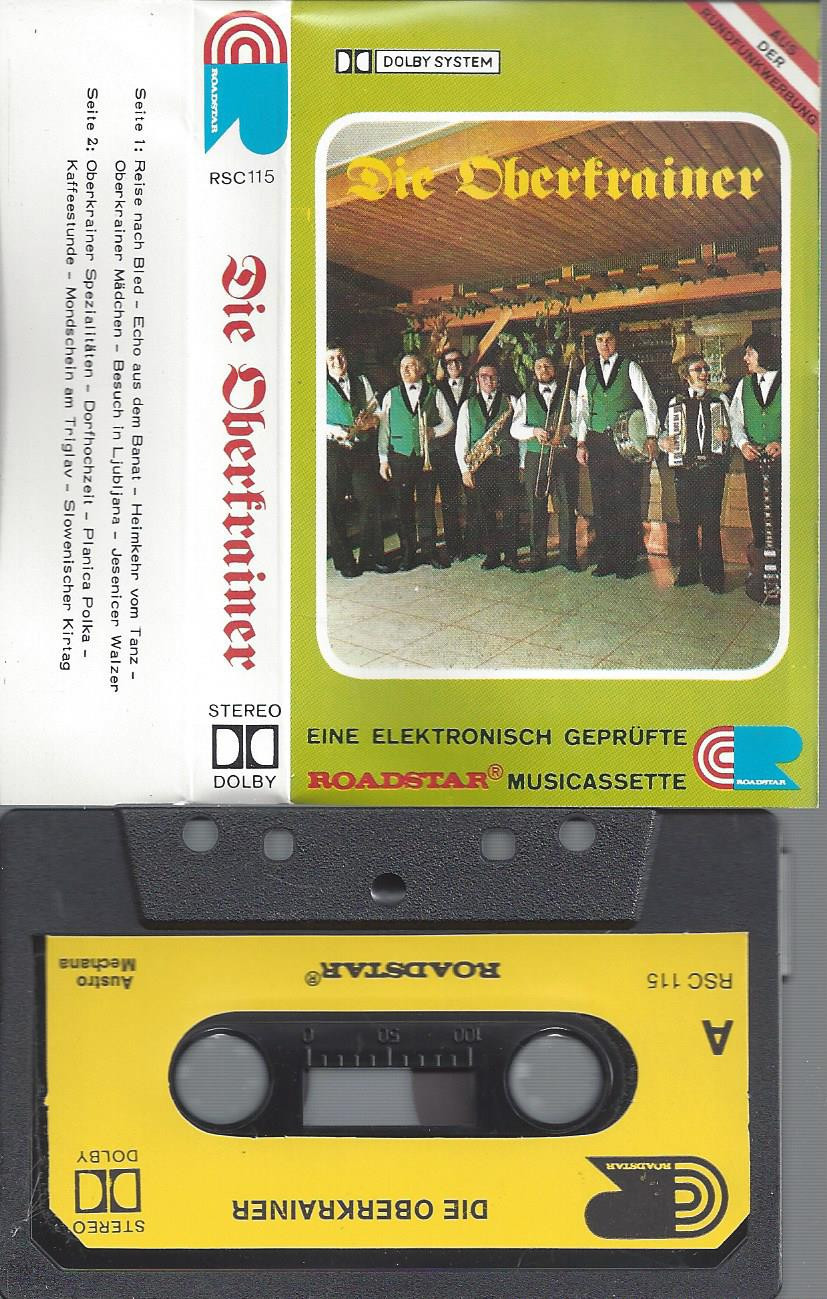 Seite 1: Reise nach Bled - Echo aus dem Banat - Heimkehr vom Tanz -
Oberkrainer Mädchen - Besuch in Ljubljana - Jesenicer Walzer
Seite 2: Oberkrainer Spezialitäten - Dorfhochzeit - Planica Polka -
Kaffeestunde - Mondschein am Triglav - Slowenischer Kirtag
ROADSTAR
RSC115
Die Oberkrainer
STEREO
DOLBY
DOLBY SYSTEM
AUS
DER
RUNDFUNKWERBUNG
Die Oberkrainer
EINE ELEKTRONISCH GEPRÜFTE
ROADSTAR® MUSICASSETTE
ROADSTAR
RSC 115
ROADSTAR®
Austro
Mechana
A
100 50 0
ROADSTAR
DIE OBERKRAINER
STEREO
DOLBY